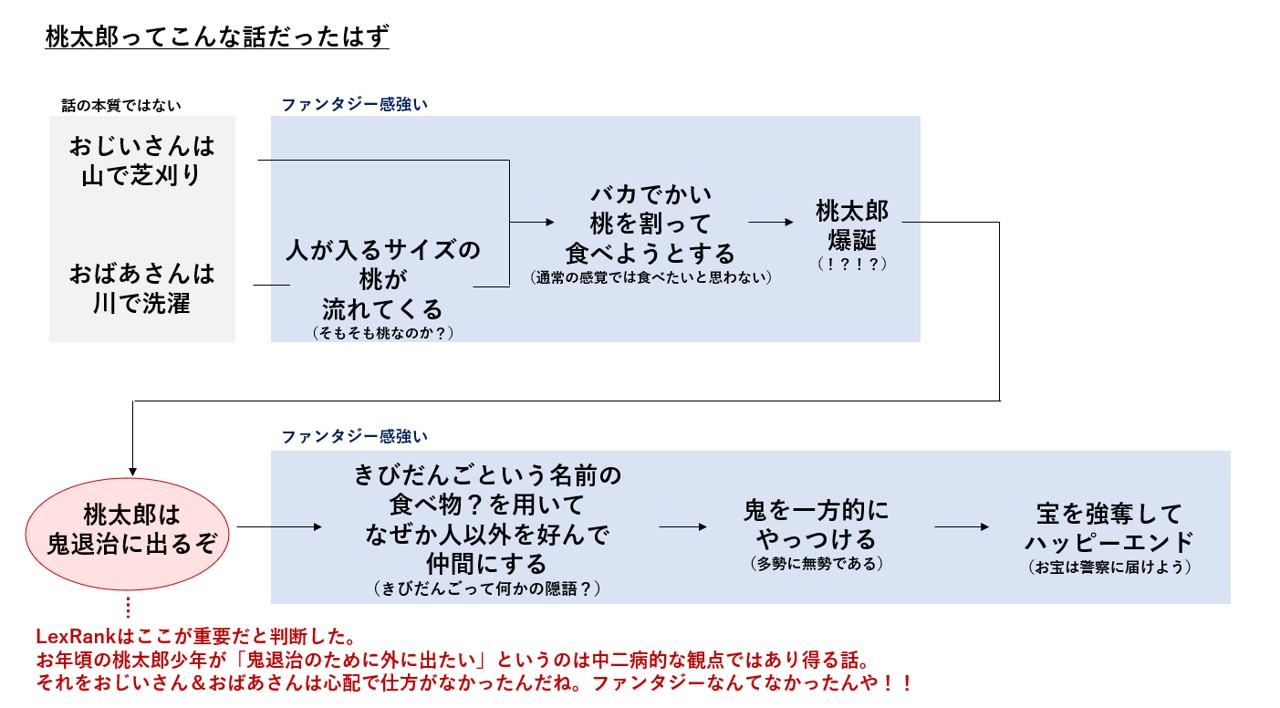 桃太郎ってこんな話だったはず
話の本質ではない
おじいさんは
山で芝刈り
おばあさんは
川で洗濯
ファンタジー感強い
人が入るサイズの
桃が
流れてくる
（そもそも桃なのか？）
バカでかい
桃を割って
食べようとする
（通常の感覚では食べたいと思わない）
桃太郎
爆誕
（！？！？）
桃太郎は
鬼退治に出るぞ
ファンタジー感強い
きびだんごという名前の
食べ物？を用いて
なぜか人以外を好んで
仲間にする
（きびだんごって何かの隠語？）
鬼を一方的に
やっつける
（多勢に無勢である）
宝を強奪して
ハッピーエンド
（お宝は警察に届けよう）
LexRankはここが重要だと判断した。
お年頃の桃太郎少年が「鬼退治のために外に出たい」というのは中二病的な観点ではあり得る話。
それをおじいさん＆おばあさんは心配で仕方がなかったんだね。ファンタジーなんてなかったんや！！